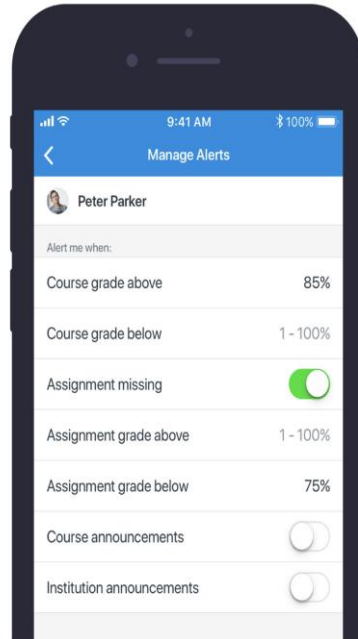 9:41 AM
100%
Manage Alerts
Peter Parker
Alert me when:
Course grade above 85%
Course grade below 1 - 100%
Assignment missing
Assignment grade above 1 - 100%
Assignment grade below 75%
Course announcements
Institution announcements